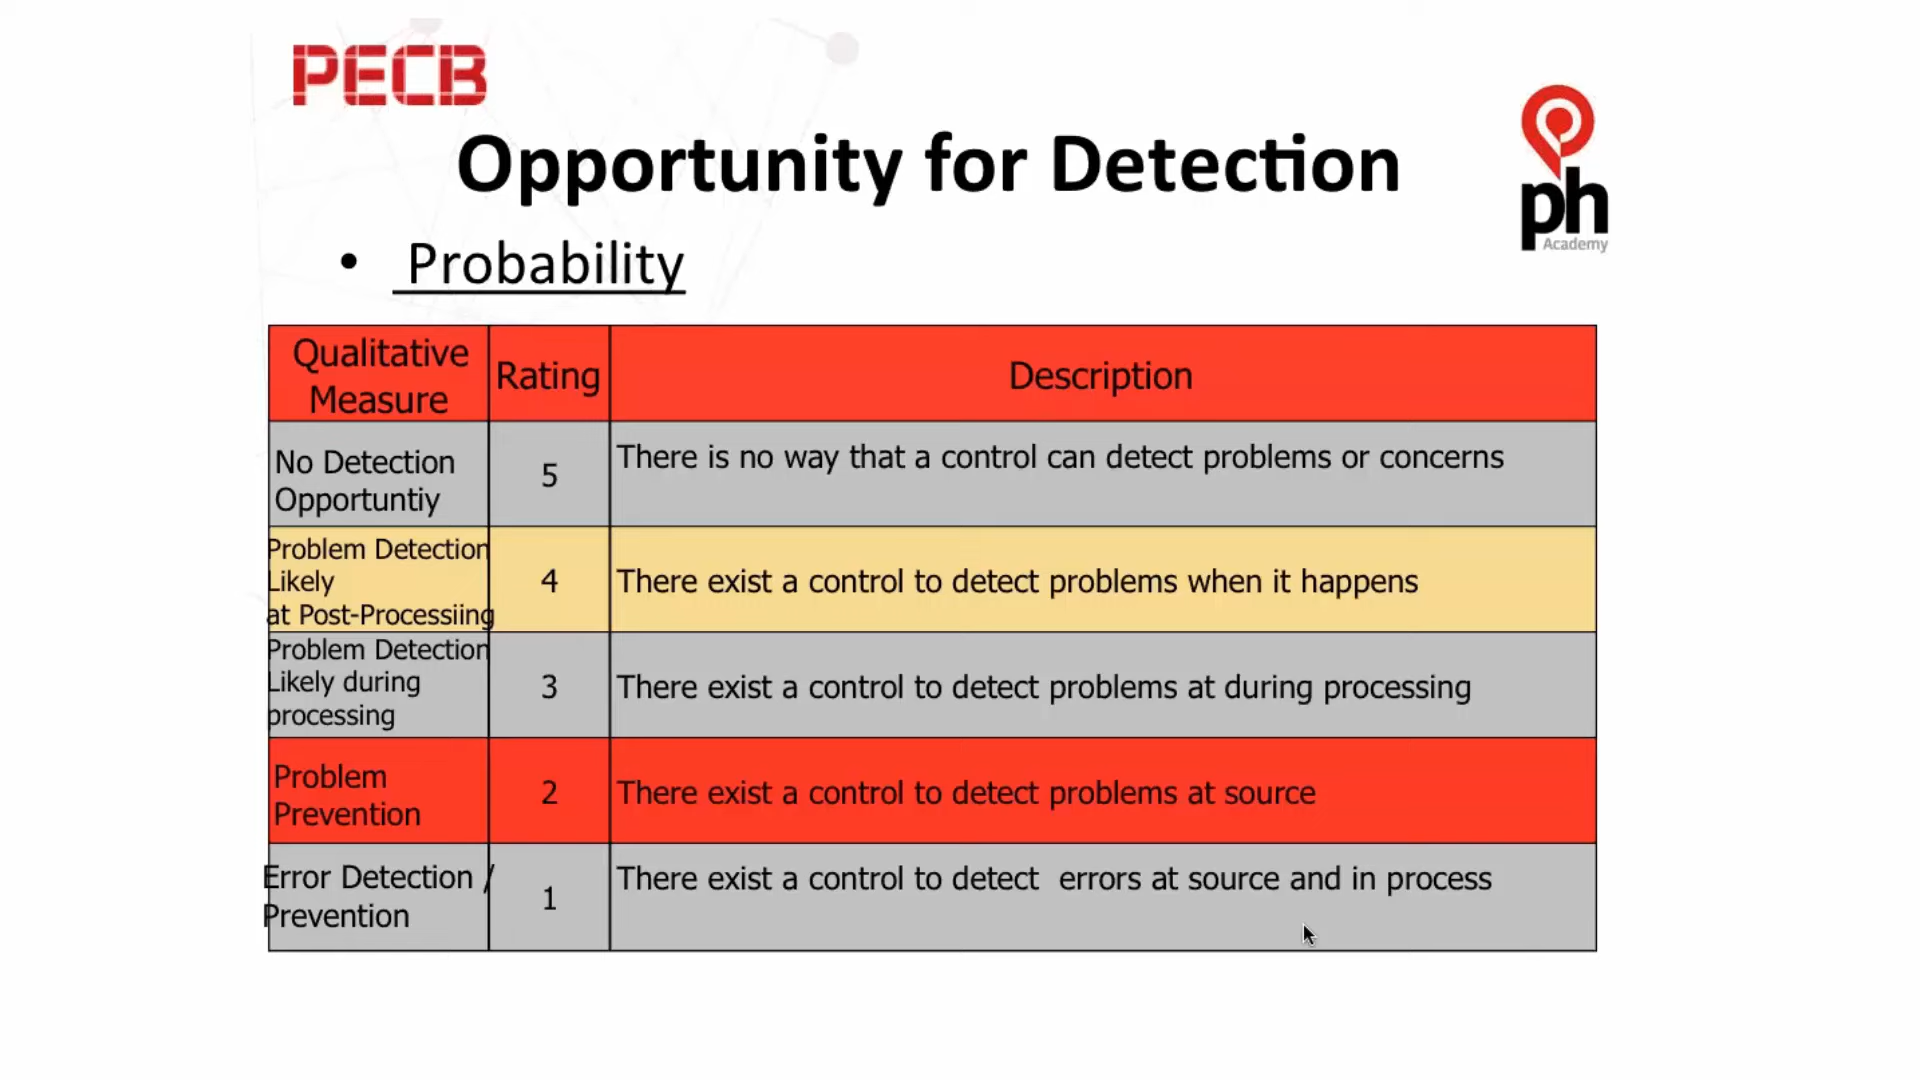 PECB
Opportunity for Detection
ph
Academy
• Probability
Qualitative
Measure
Rating
Description
No Detection
Opportuntiy
5
There is no way that a control can detect problems or concerns
Problem Detection
Likely
at Post-Processiing
4
There exist a control to detect problems when it happens
Problem Detection
Likely during
processing
3
There exist a control to detect problems at during processing
Problem
Prevention
2
There exist a control to detect problems at source
Error Detection /
Prevention
1
There exist a control to detect  errors at source and in process